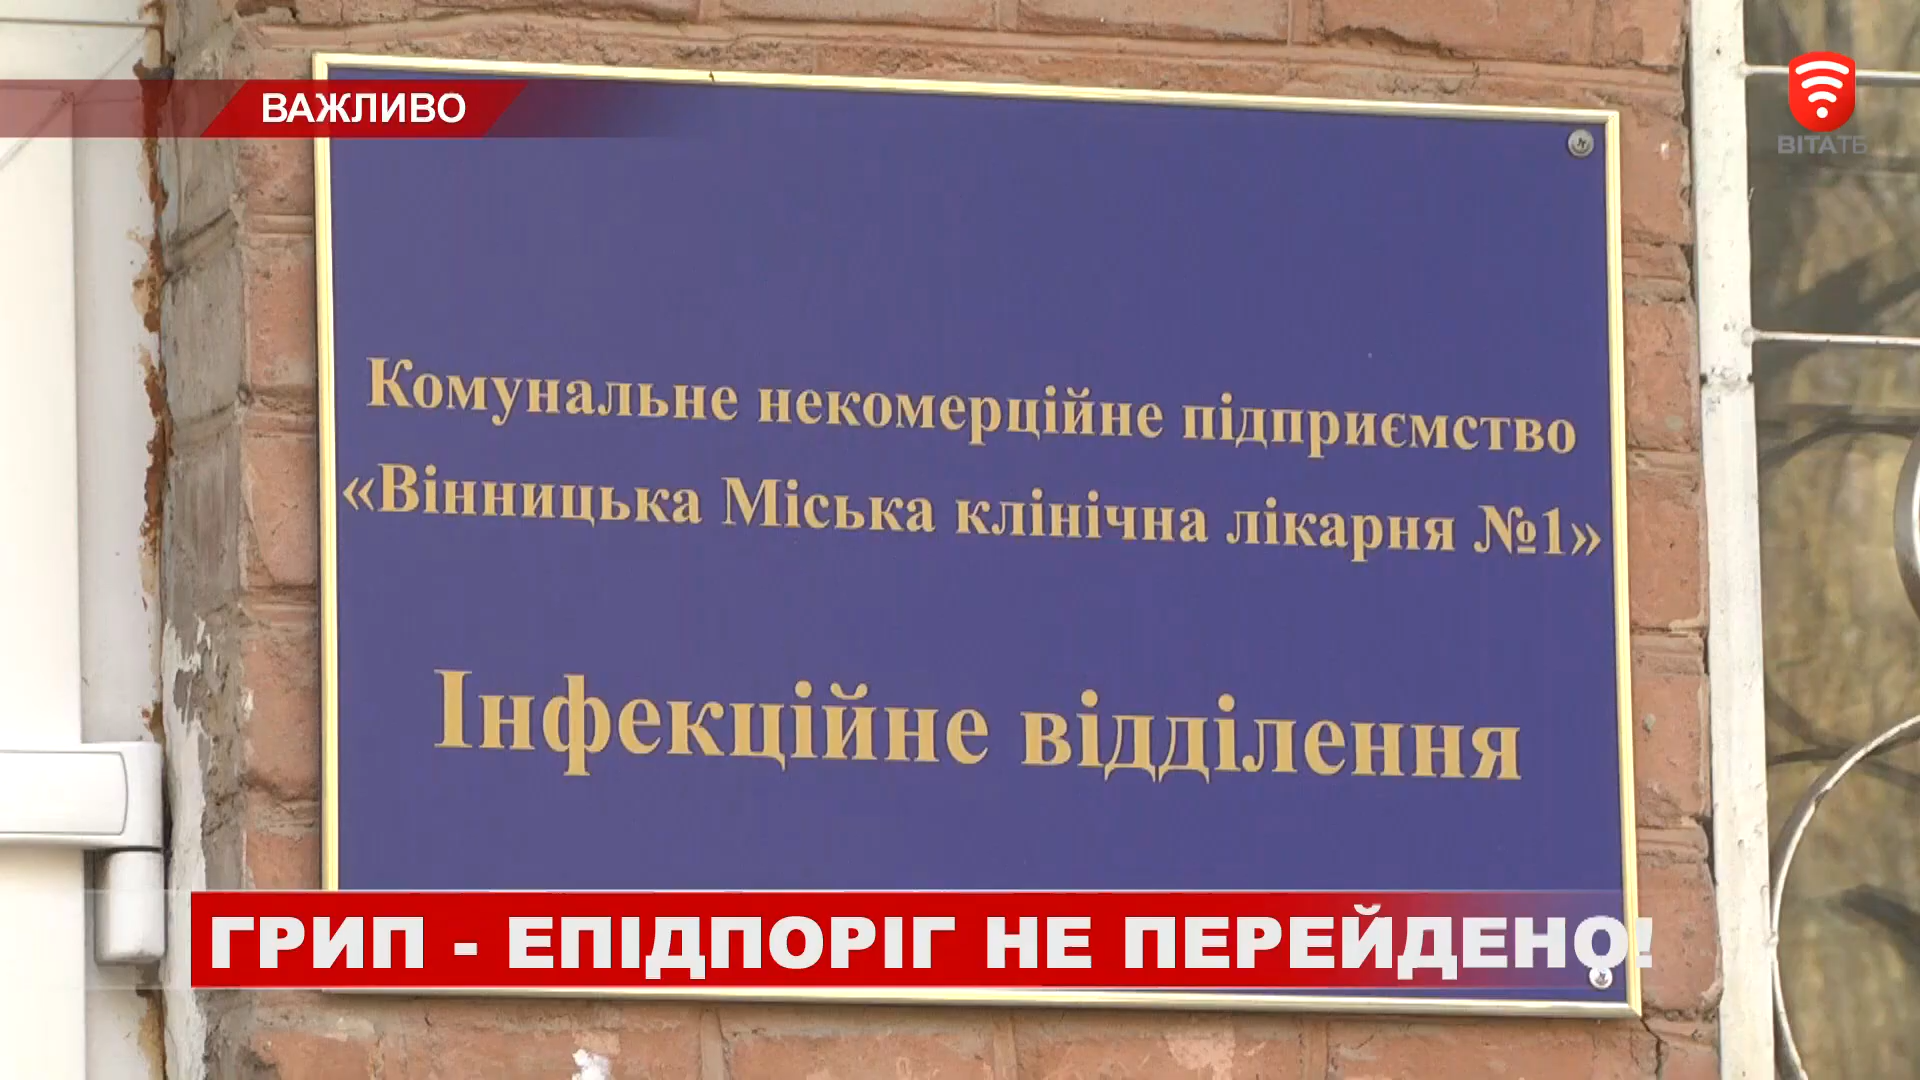 ВАЖЛИВО
ВІТАТБ
Комунальне некомерційне підприємство
«Вінницька Міська клінічна лікарня №1»
Інфекційне відділення
ГРИП - ЕПІДПОРІГ НЕ ПЕРЕЙДЕНО!